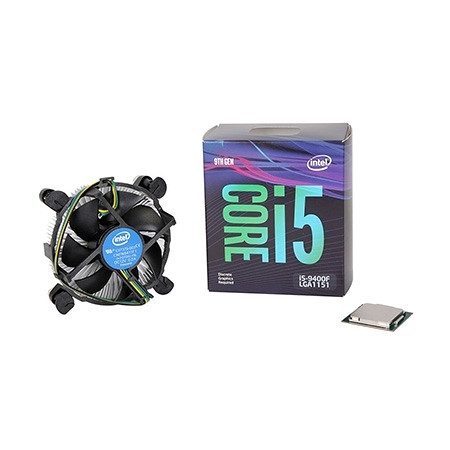 9TH GEN
intel
CORE
i5
Discrete
Graphics
Required
i5-9400F
LGA1151
intel